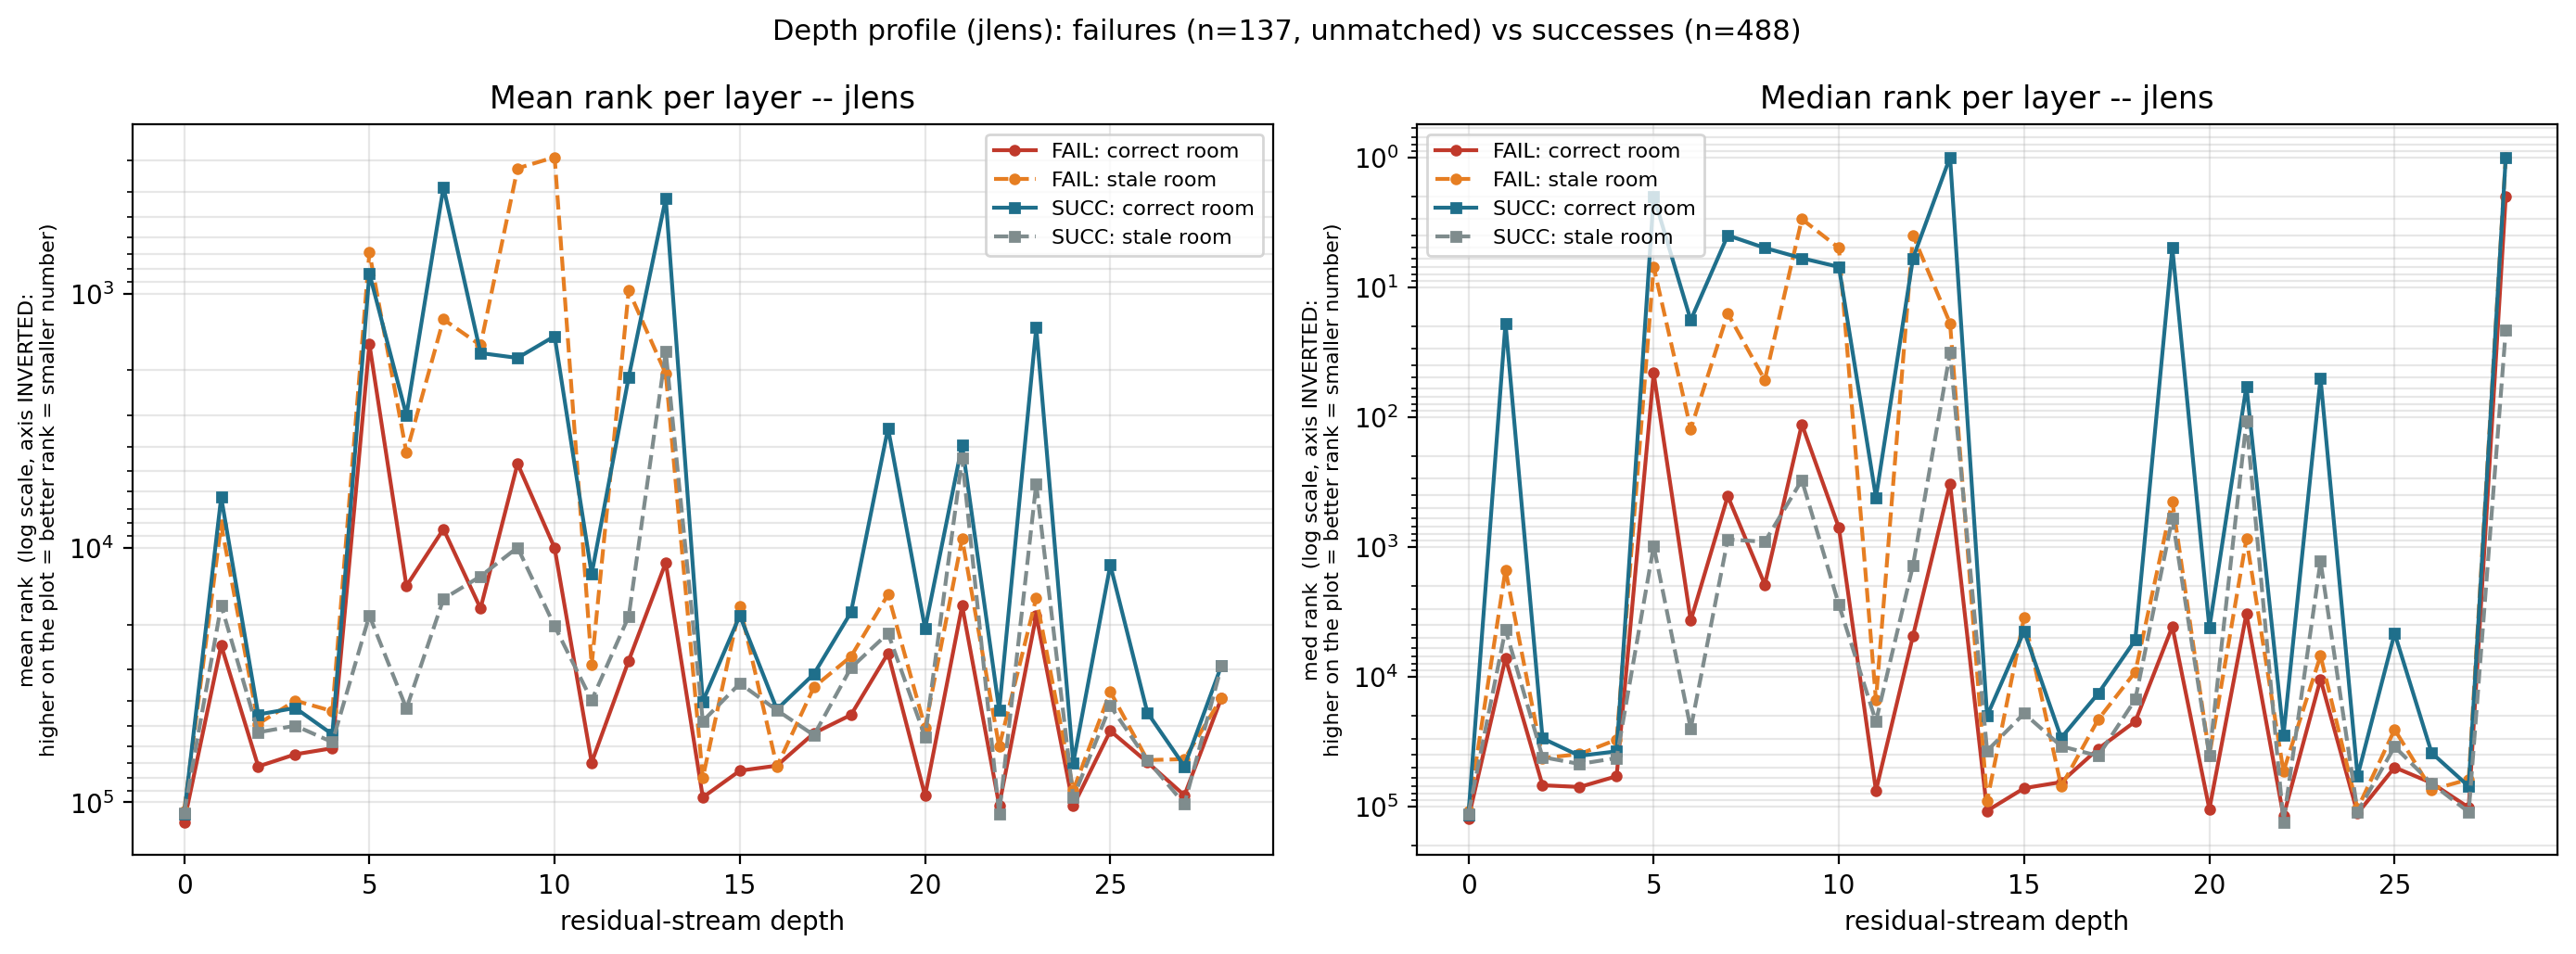 Depth profile (jlens): failures (n=137, unmatched) vs successes (n=488)
Mean rank per layer -- jlens
mean rank  (log scale, axis INVERTED:
higher on the plot = better rank = smaller number)
10³
10⁴
10⁵
FAIL: correct room
FAIL: stale room
SUCC: correct room
SUCC: stale room
0 5 10 15 20 25
residual-stream depth
Median rank per layer -- jlens
med rank  (log scale, axis INVERTED:
higher on the plot = better rank = smaller number)
10⁰
10¹
10²
10³
10⁴
10⁵
FAIL: correct room
FAIL: stale room
SUCC: correct room
SUCC: stale room
0 5 10 15 20 25
residual-stream depth